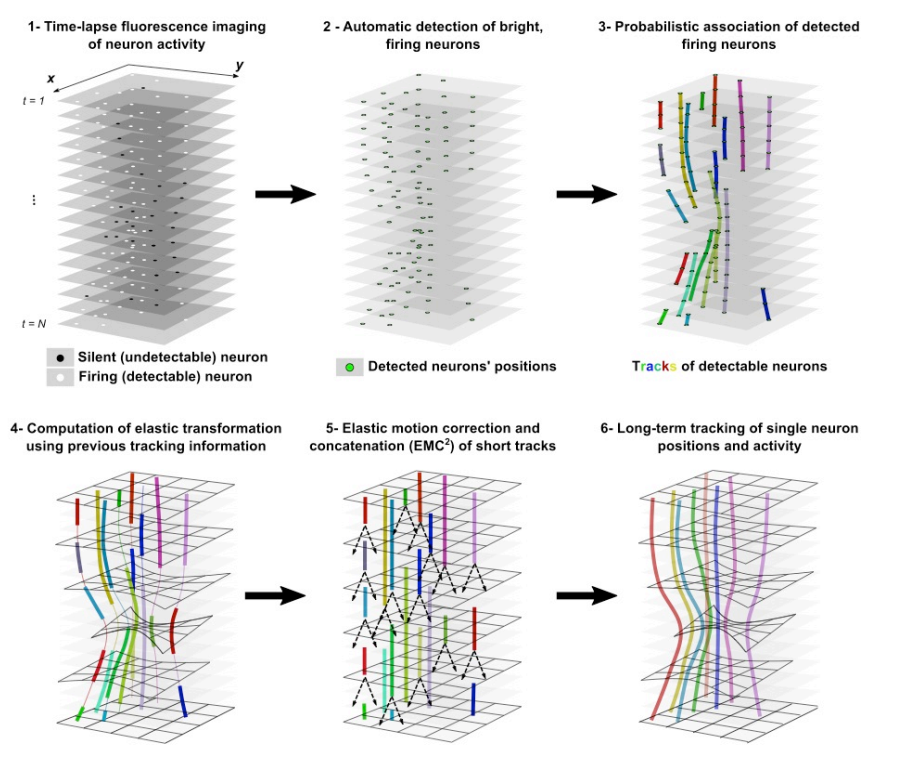 1- Time-lapse fluorescence imaging
of neuron activity
2 - Automatic detection of bright,
firing neurons
3- Probabilistic association of detected
firing neurons
x
y
t = 1
⋮
t = N
Silent (undetectable) neuron
Firing (detectable) neuron
Detected neurons' positions
Tracks of detectable neurons
4- Computation of elastic transformation
using previous tracking information
5- Elastic motion correction and
concatenation (EMC²) of short tracks
6- Long-term tracking of single neuron
positions and activity